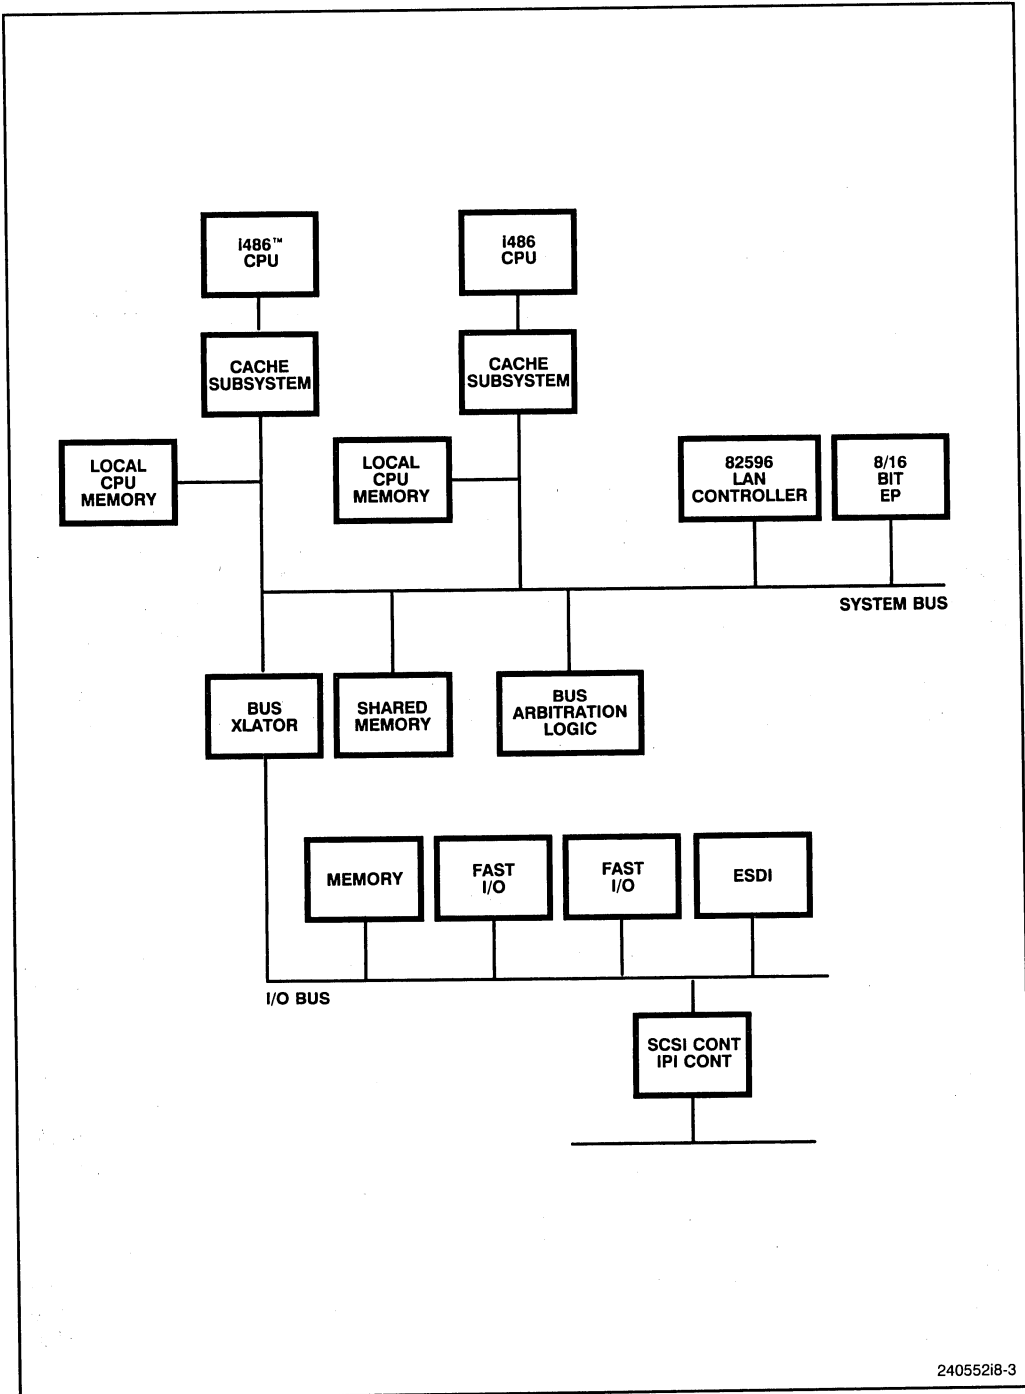 i486™
CPU
i486
CPU
CACHE
SUBSYSTEM
CACHE
SUBSYSTEM
LOCAL
CPU
MEMORY
LOCAL
CPU
MEMORY
82596
LAN
CONTROLLER
8/16
BIT
EP
SYSTEM BUS
BUS
XLATOR
SHARED
MEMORY
BUS
ARBITRATION
LOGIC
MEMORY
FAST
I/O
FAST
I/O
ESDI
I/O BUS
SCSI CONT
IPI CONT
240552i8-3